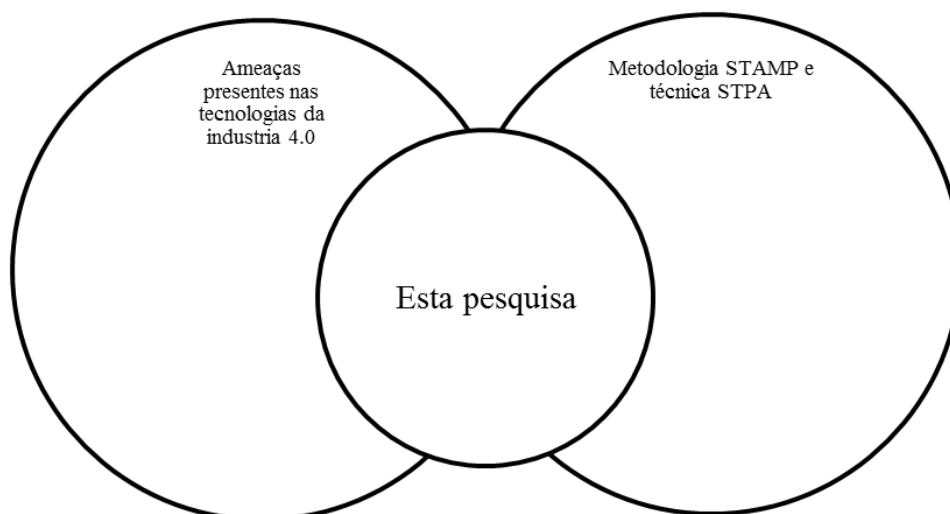 Ameaças
presentes nas
tecnologias da
industria 4.0
Metodologia STAMP e
técnica STPA
Esta pesquisa